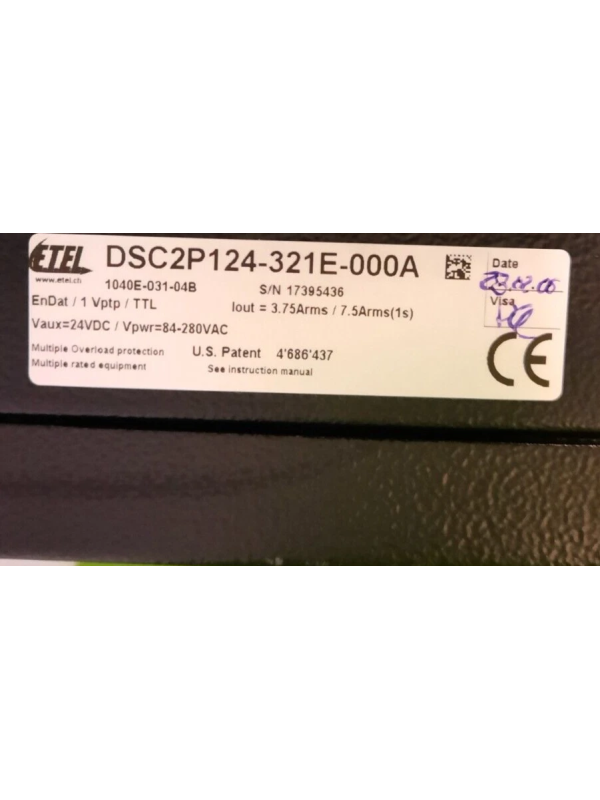 ETEL
www.etel.ch
DSC2P124-321E-000A
1040E-031-04B
S/N 17395436
EnDat / 1 Vptp / TTL
Iout = 3.75Arms / 7.5Arms(1s)
Vaux=24VDC / Vpwr=84-280VAC
Multiple Overload protection
Multiple rated equipment
U.S. Patent 4'686'437
See instruction manual
Date
Visa
CE